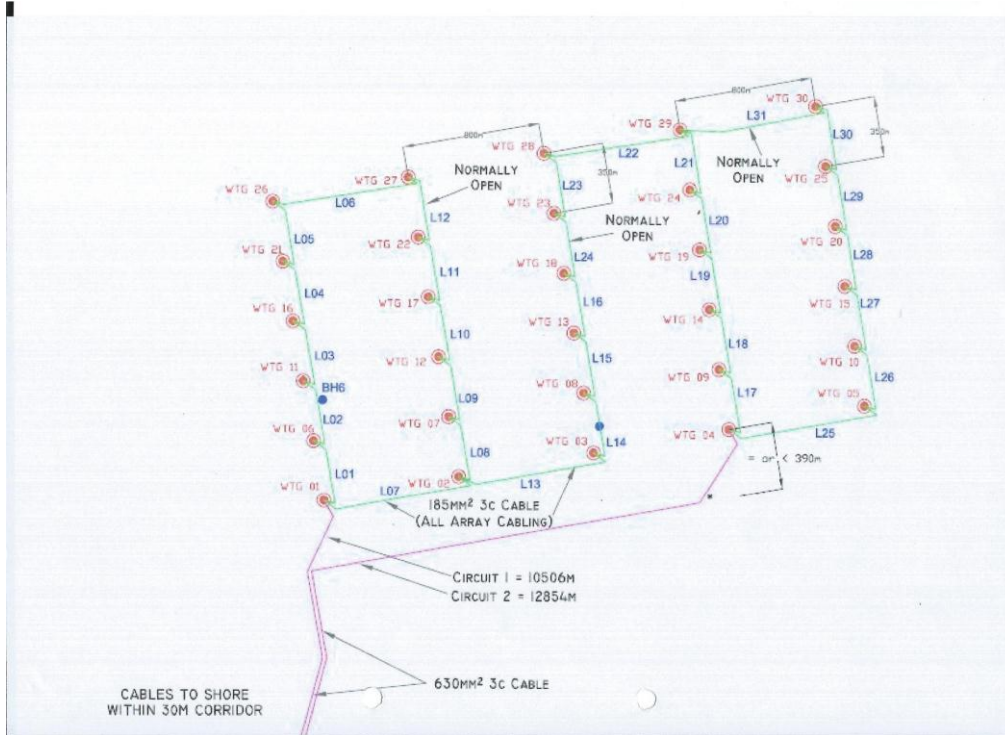 WTG 30
800m
L31
WTG 29
L30
350m
NORMALLY
OPEN
WTG 28
L22
L21
WTG 25
800m
NORMALLY
OPEN
WTG 27
L23
350m
L29
WTG 26
L06
WTG 24
WTG 23
NORMALLY
OPEN
L20
WTG 20
L12
L05
WTG 22
WTG 21
L24
WTG 19
L28
WTG 18
L11
L19
WTG 15
L04
WTG 17
L16
L27
WTG 16
WTG 14
WTG 13
L10
L03
L15
L18
WTG 10
WTG 12
WTG 11
BH6
WTG 09
L26
WTG 08
L17
L09
WTG 05
L02
WTG 07
WTG 04
L25
WTG 06
L14
WTG 03
= or < 390m
L01
L08
WTG 02
L13
WTG 01
L07
185MM² 3C CABLE
(ALL ARRAY CABLING)
CIRCUIT 1 = 10506M
CIRCUIT 2 = 12854M
630MM² 3C CABLE
CABLES TO SHORE
WITHIN 30M CORRIDOR